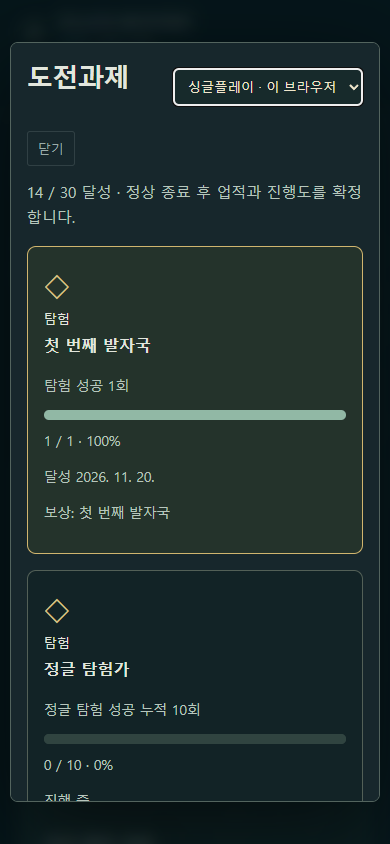 도전과제
싱글플레이 · 이 브라우저
닫기
14 / 30 달성 · 정상 종료 후 업적과 진행도를 확정
합니다.
탐험
첫 번째 발자국
탐험 성공 1회
1 / 1 · 100%
달성 2026. 11. 20.
보상: 첫 번째 발자국
탐험
정글 탐험가
정글 탐험 성공 누적 10회
0 / 10 · 0%
진행 중